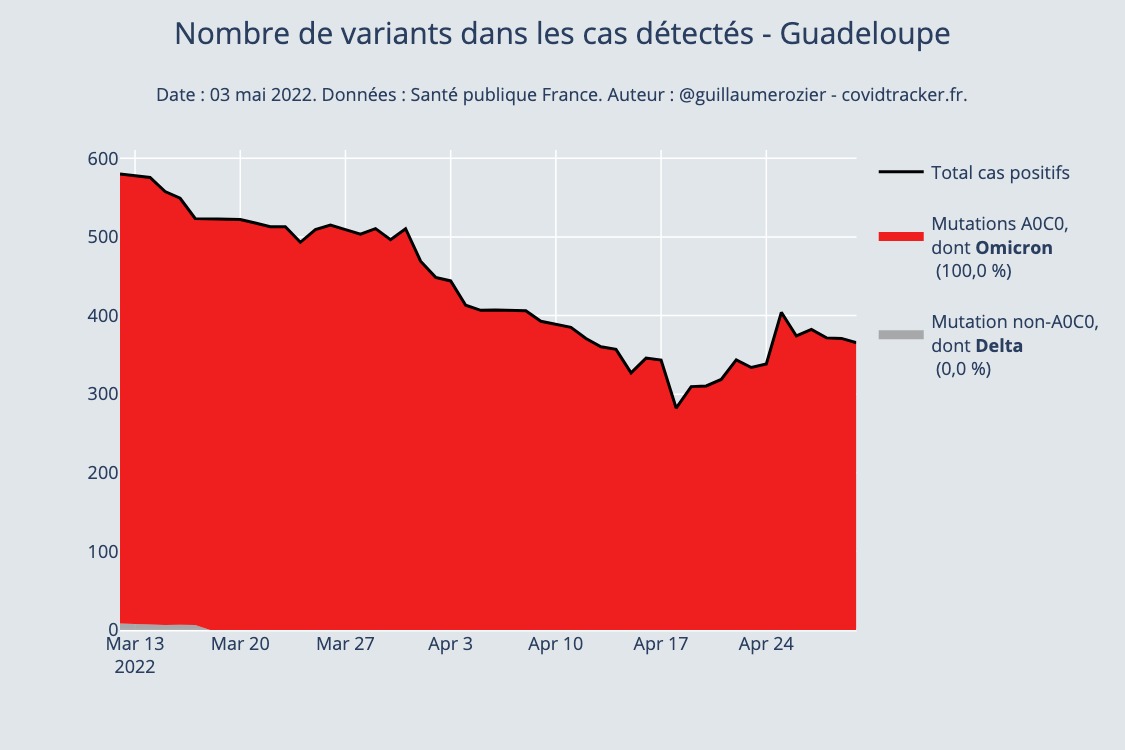 Nombre de variants dans les cas détectés - Guadeloupe
Date : 03 mai 2022. Données : Santé publique France. Auteur : @guillaumerozier - covidtracker.fr.
600
500
400
300
200
100
0
Mar 13
2022
Mar 20
Mar 27
Apr 3
Apr 10
Apr 17
Apr 24
Total cas positifs
Mutations A0C0,
dont Omicron
(100,0 %)
Mutation non-A0C0,
dont Delta
(0,0 %)